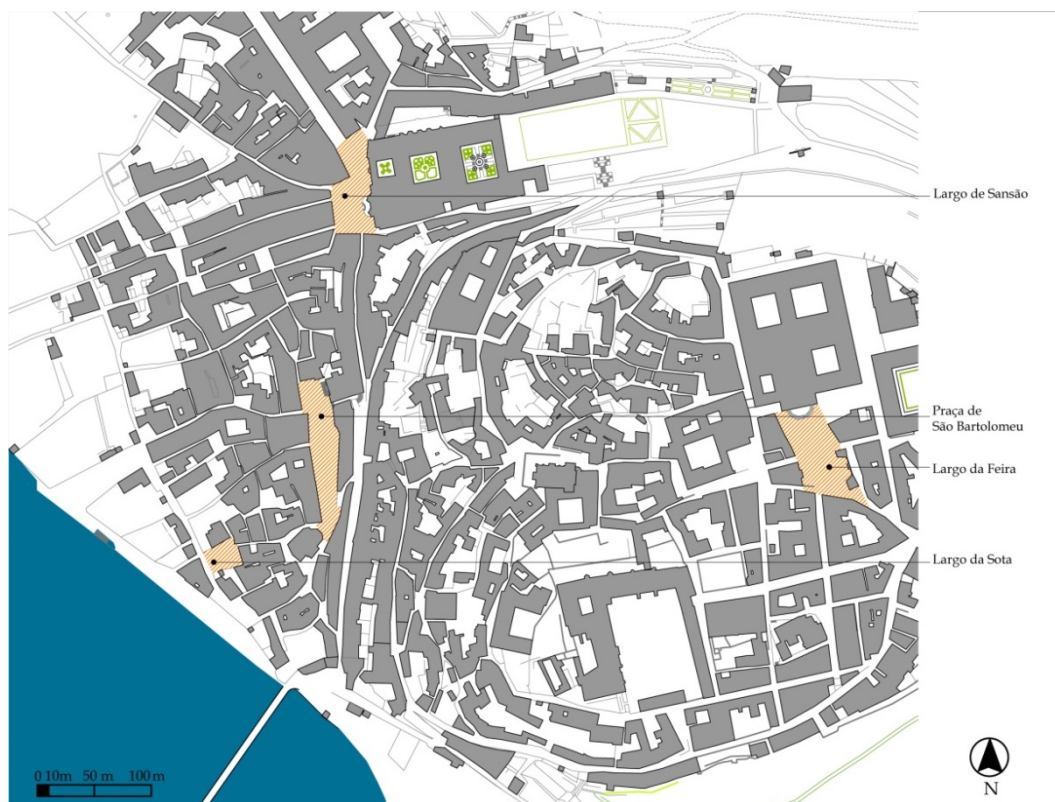 Largo de Sansão
Praça de
São Bartolomeu
Largo da Feira
Largo da Sota
0 10m 50 m 100 m
N